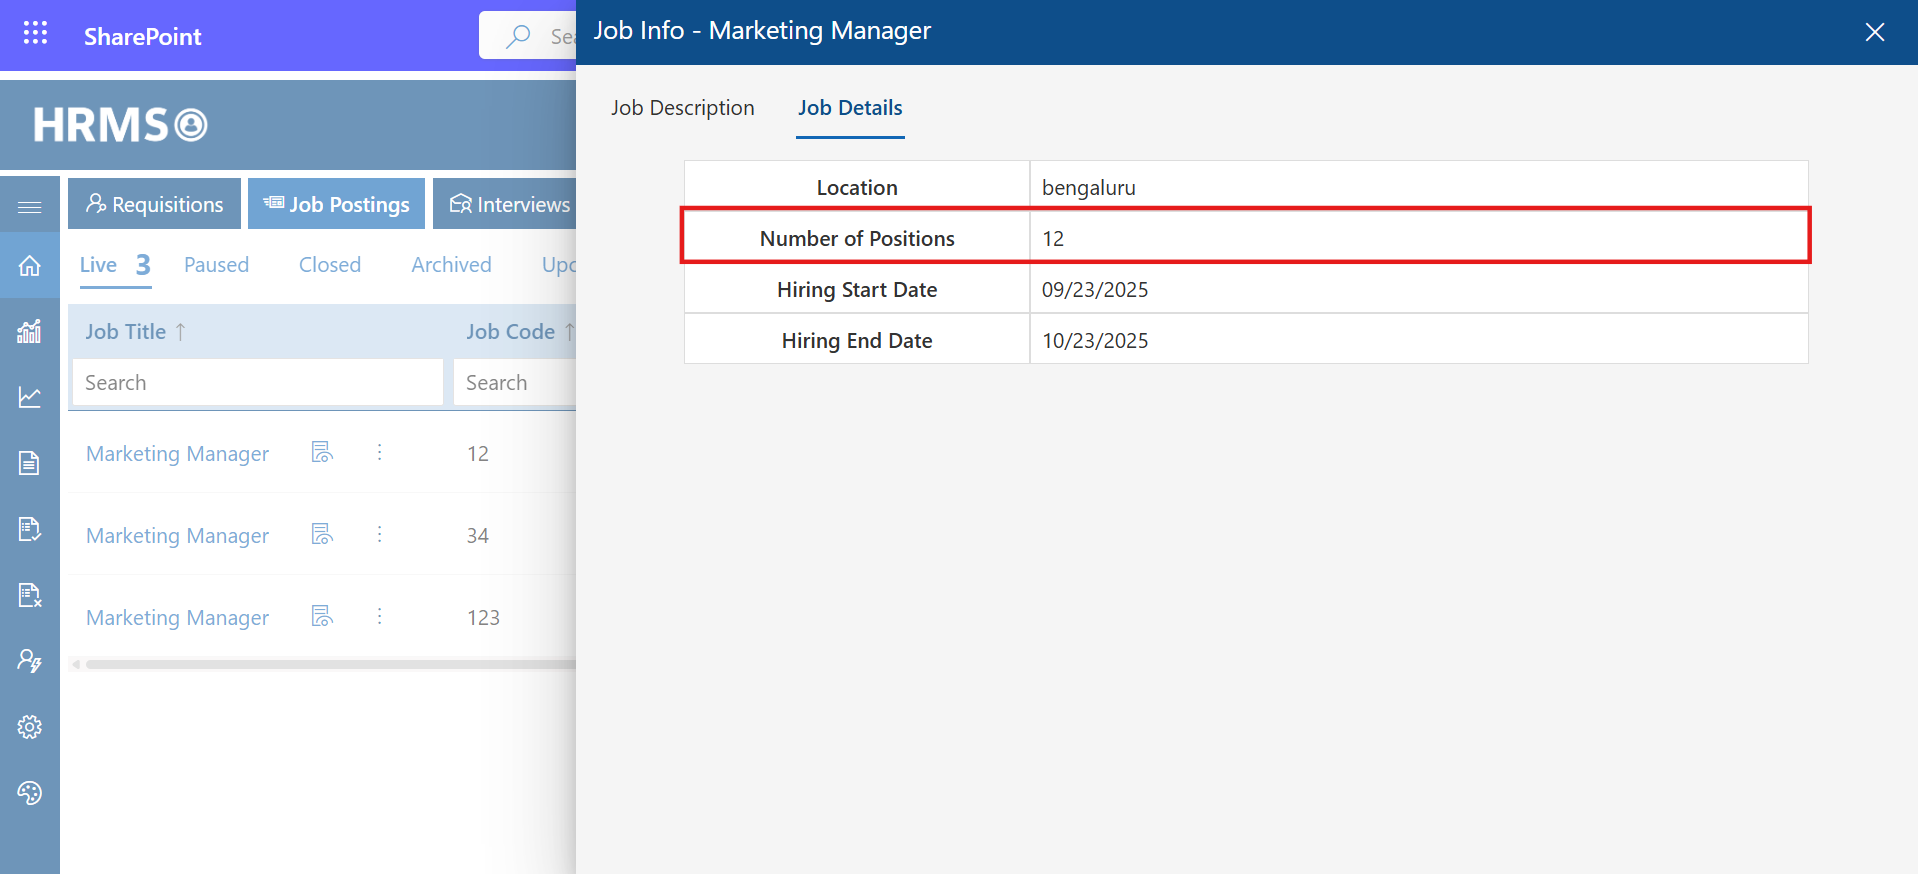 SharePoint
Job Info - Marketing Manager
HRMS
Job Description Job Details
Location bengaluru
Number of Positions 12
Hiring Start Date 09/23/2025
Hiring End Date 10/23/2025
Requisitions Job Postings Interviews
Live 3 Paused Closed Archived
Job Title ↑ Job Code ↑
Search Search
Marketing Manager 12
Marketing Manager 34
Marketing Manager 123